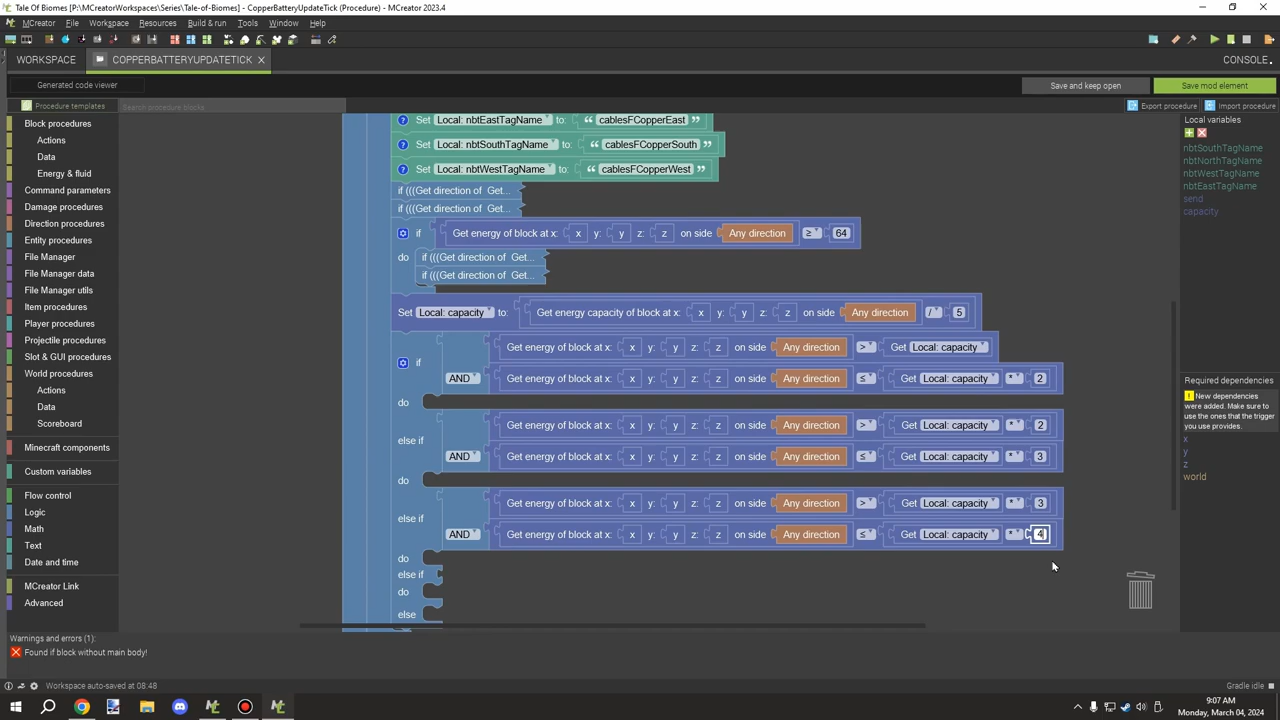 Tale Of Biomes [P:\MCreatorWorkspaces\Series\Tale-of-Biomes] - CopperBatteryUpdateTick (Procedure) - MCreator 2023.4
MCreator File Workspace Resources Build & run Tools Window Help
WORKSPACE COPPERBATTERYUPDATETICK CONSOLE
Generated code viewer Save and keep open Save mod element
Procedure templates Search procedure blocks Export procedure Import procedure
Block procedures
Actions
Data
Energy & fluid
Command parameters
Damage procedures
Direction procedures
Entity procedures
File Manager
File Manager data
File Manager utils
Item procedures
Player procedures
Projectile procedures
Slot & GUI procedures
World procedures
Actions
Data
Scoreboard
Minecraft components
Custom variables
Flow control
Logic
Math
Text
Date and time
MCreator Link
Advanced
Set Local: nbtEastTagName to: “ cablesFCopperEast ”
Set Local: nbtSouthTagName to: “ cablesFCopperSouth ”
Set Local: nbtWestTagName to: “ cablesFCopperWest ”
if (((Get direction of Get...
if (((Get direction of Get...
if Get energy of block at x: x y: y z: z on side Any direction ≥ 64
do if (((Get direction of Get...
if (((Get direction of Get...
Set Local: capacity to: Get energy capacity of block at x: x y: y z: z on side Any direction / 5
if Get energy of block at x: x y: y z: z on side Any direction > Get Local: capacity
AND Get energy of block at x: x y: y z: z on side Any direction ≤ Get Local: capacity * 2
do
else if Get energy of block at x: x y: y z: z on side Any direction > Get Local: capacity * 2
AND Get energy of block at x: x y: y z: z on side Any direction ≤ Get Local: capacity * 3
do
else if Get energy of block at x: x y: y z: z on side Any direction > Get Local: capacity * 3
AND Get energy of block at x: x y: y z: z on side Any direction ≤ Get Local: capacity * 4
do
else if
do
else
Local variables
nbtSouthTagName
nbtNorthTagName
nbtWestTagName
nbtEastTagName
send
capacity
Required dependencies
New dependencies
were added. Make sure to
use the ones that the trigger
you use provides.
x
y
z
world
Warnings and errors (1):
Found if block without main body!
Workspace auto-saved at 08:48 Gradle idle
9:07 AM
Monday, March 04, 2024